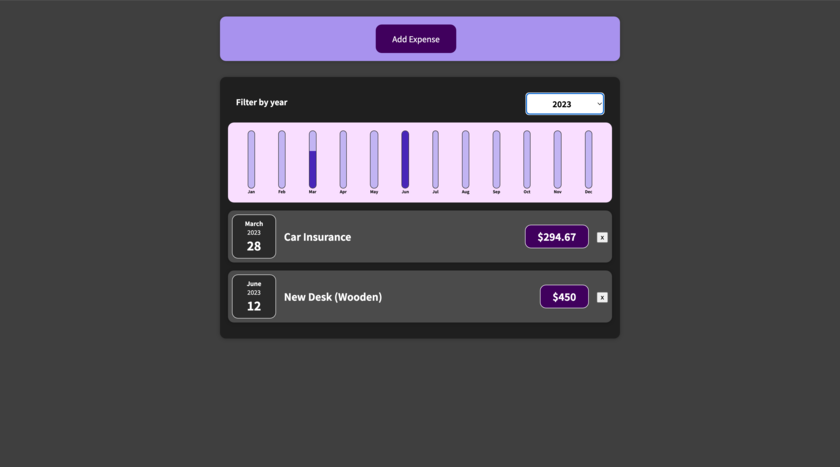 Add Expense
Filter by year
2023
Jan Feb Mar Apr May Jun Jul Aug Sep Oct Nov Dec
March
2023
28
Car Insurance
$294.67
x
June
2023
12
New Desk (Wooden)
$450
x